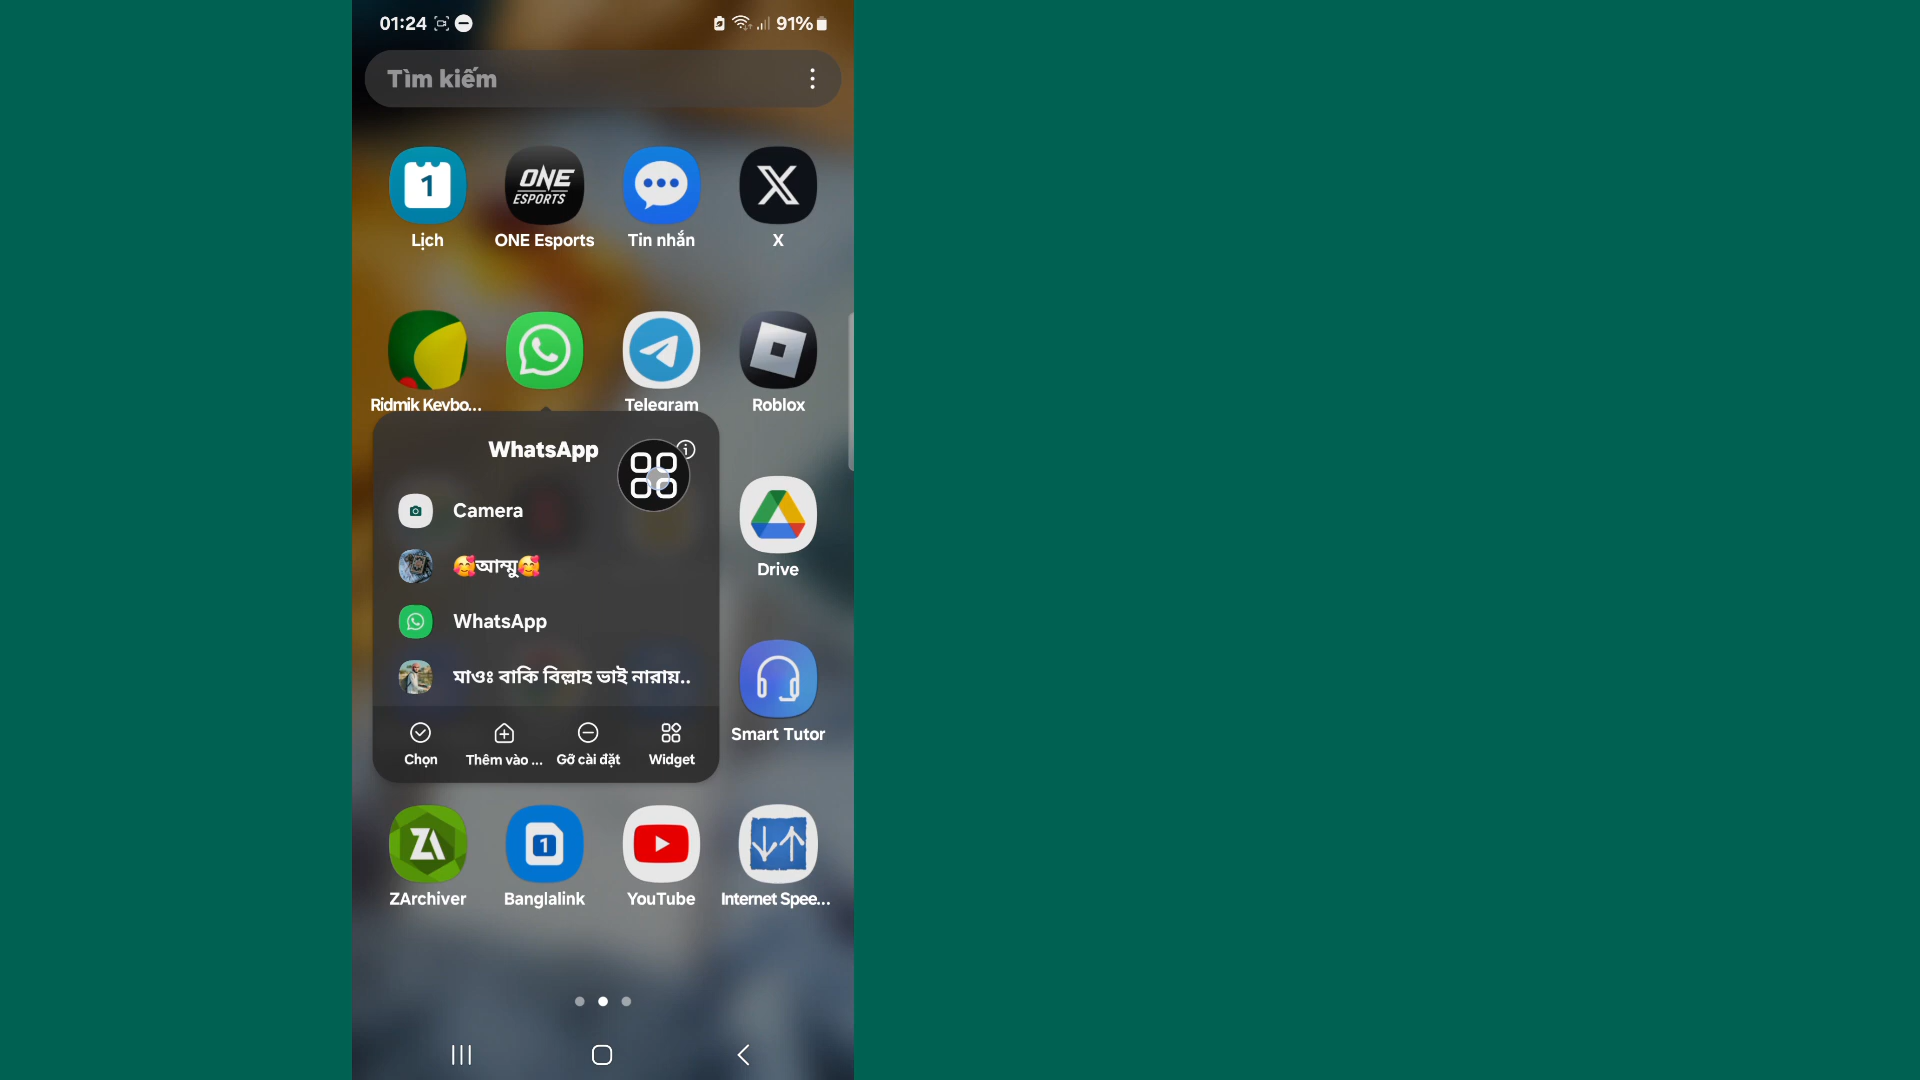 01:24
91%
Tìm kiếm
1
ONE
ESPORTS
Lịch
ONE Esports
Tin nhắn
X
Ridmik Keybo...
Telegram
Roblox
WhatsApp
Camera
🥰আম্মু🥰
WhatsApp
মাওঃ বাকি বিল্লাহ ভাই নারায়..
Drive
Smart Tutor
Chọn
Thêm vào ...
Gỡ cài đặt
Widget
ZA
1
ZArchiver
Banglalink
YouTube
Internet Spee...